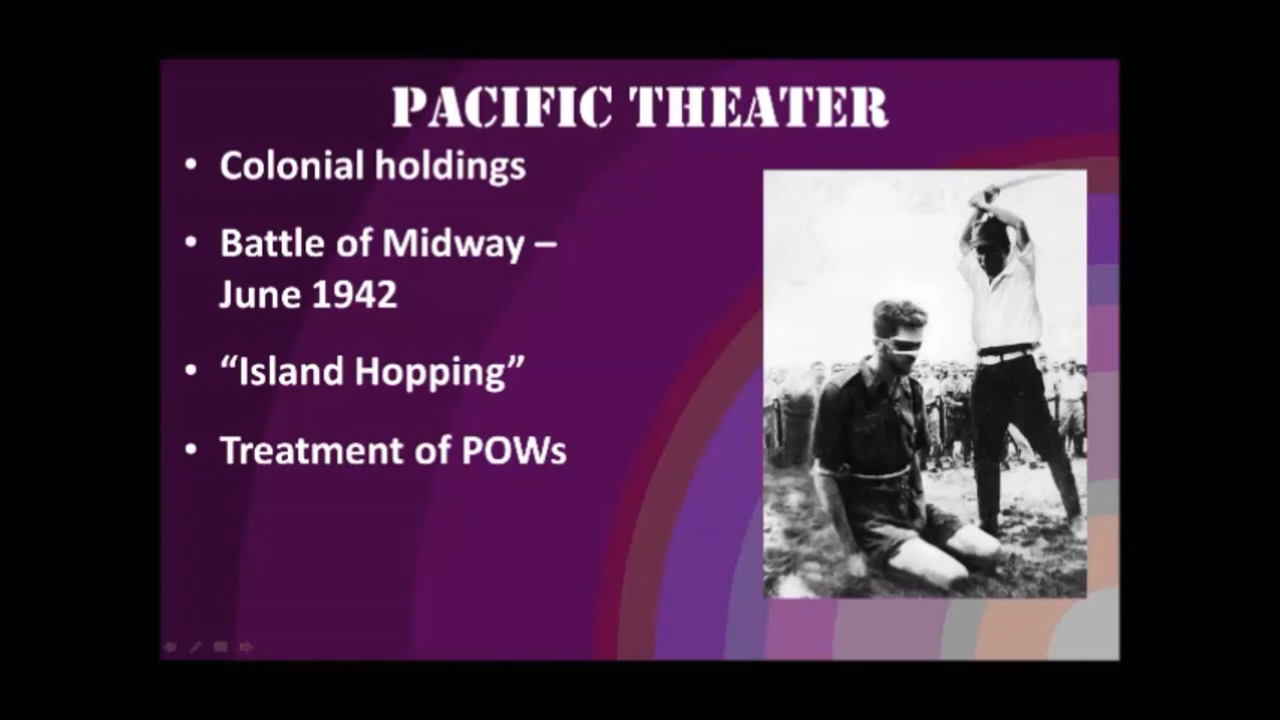 PACIFIC THEATER
• Colonial holdings
• Battle of Midway –
June 1942
• “Island Hopping”
• Treatment of POWs